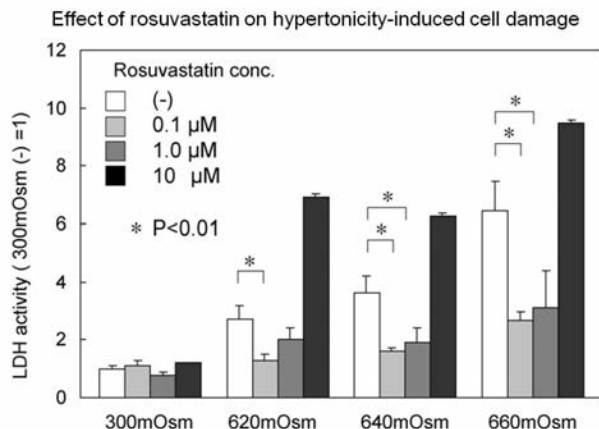 Effect of rosuvastatin on hypertonicity-induced cell damage
LDH activity ( 300mOsm (-) =1)
12
10
8
6
4
2
0
Rosuvastatin conc.
(-)
0.1 µM
1.0 µM
10 µM
* P<0.01
*
*
*
*
*
300mOsm 620mOsm 640mOsm 660mOsm